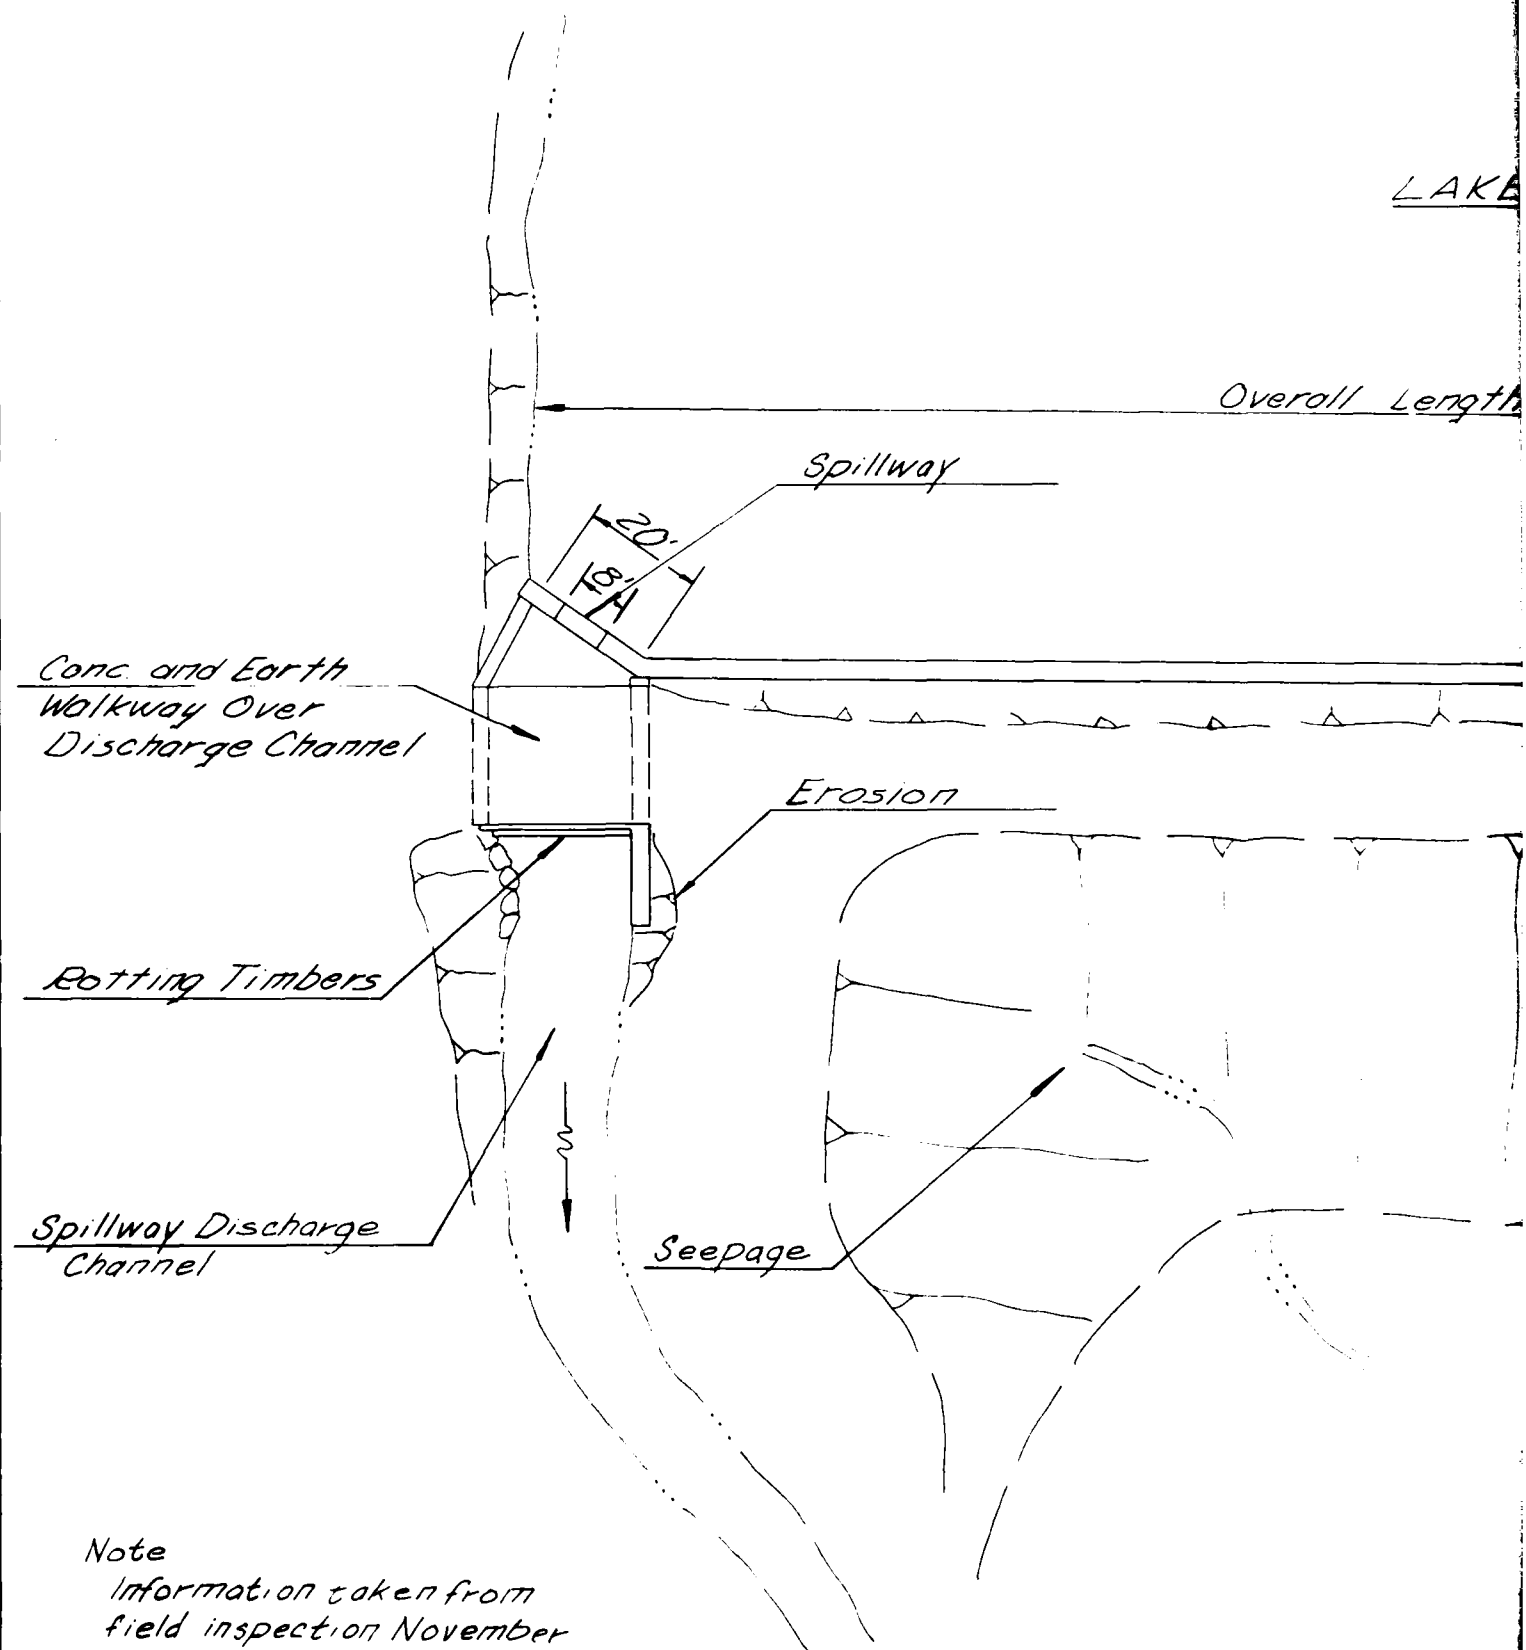 LAKE
Overall Length
Spillway
20'
8'
Conc. and Earth
Walkway Over
Discharge Channel
Erosion
Rotting Timbers
Spillway Discharge
Channel
Seepage
Note
Information taken from
field inspection November